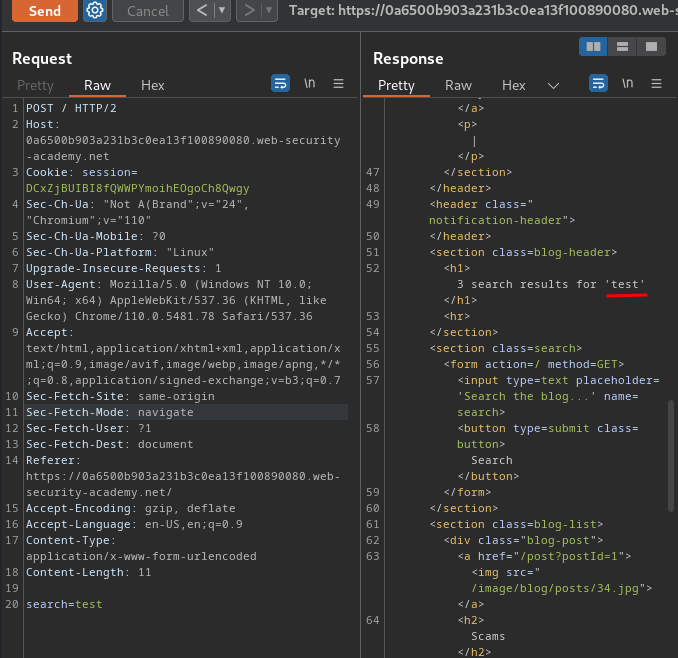 Send Cancel < ▼ > ▼ Target: https://0a6500b903a231b3c0ea13f100890080.web-s
Request
Pretty Raw Hex \n
1 POST / HTTP/2
2 Host:
0a6500b903a231b3c0ea13f100890080.web-security
-academy.net
3 Cookie: session=
DCxZjBUIBI8fQWWPYmoihEOgoCh8Qwgy
4 Sec-Ch-Ua: "Not A(Brand";v="24",
"Chromium";v="110"
5 Sec-Ch-Ua-Mobile: ?0
6 Sec-Ch-Ua-Platform: "Linux"
7 Upgrade-Insecure-Requests: 1
8 User-Agent: Mozilla/5.0 (Windows NT 10.0;
Win64; x64) AppleWebKit/537.36 (KHTML, like
Gecko) Chrome/110.0.5481.78 Safari/537.36
9 Accept:
text/html,application/xhtml+xml,application/x
ml;q=0.9,image/avif,image/webp,image/apng,*/*
;q=0.8,application/signed-exchange;v=b3;q=0.7
10 Sec-Fetch-Site: same-origin
11 Sec-Fetch-Mode: navigate
12 Sec-Fetch-User: ?1
13 Sec-Fetch-Dest: document
14 Referer:
https://0a6500b903a231b3c0ea13f100890080.web-
security-academy.net/
15 Accept-Encoding: gzip, deflate
16 Accept-Language: en-US,en;q=0.9
17 Content-Type:
application/x-www-form-urlencoded
18 Content-Length: 11
19
20 search=test
Response
Pretty Raw Hex \n
</a>
<p>
|
</p>
47 </section>
48 </header>
49 <header class="
notification-header">
50 </header>
51 <section class=blog-header>
52 <h1>
3 search results for 'test'
</h1>
53 <hr>
54 </section>
55 <section class=search>
56 <form action=/ method=GET>
57 <input type=text placeholder=
'Search the blog...' name=
search>
58 <button type=submit class=
button>
Search
</button>
59 </form>
60 </section>
61 <section class=blog-list>
62 <div class="blog-post">
63 <a href="/post?postId=1">
<img src="
/image/blog/posts/34.jpg">
</a>
64 <h2>
Scams
</h2>